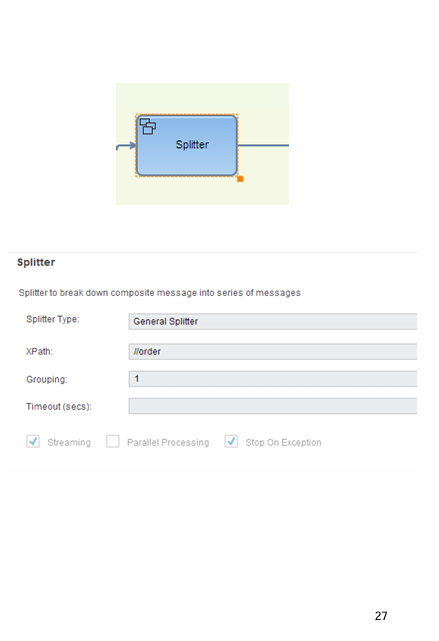 Splitter
Splitter
Splitter to break down composite message into series of messages
Splitter Type: General Splitter
XPath: //order
Grouping: 1
Timeout (secs):
Streaming Parallel Processing Stop On Exception
27